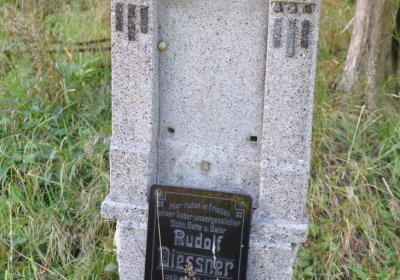 Hier ruhet in Frieden
unser lieber unvergesslicher
Sohn, Gatte u. Vater
Rudolf
Diessner